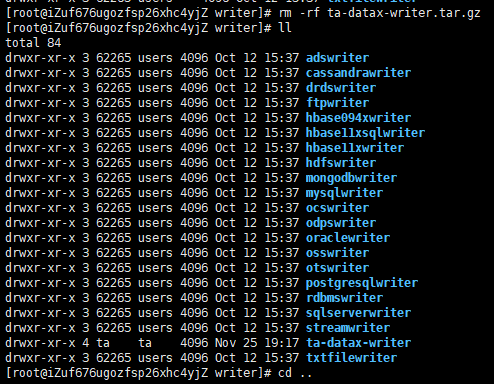 [root@iZuf676ugozfsp26xhc4yjZ writer]# rm -rf ta-datax-writer.tar.gz
[root@iZuf676ugozfsp26xhc4yjZ writer]# ll
total 84
drwxr-xr-x 3 62265 users 4096 Oct 12 15:37 adswriter
drwxr-xr-x 3 62265 users 4096 Oct 12 15:37 cassandrawriter
drwxr-xr-x 3 62265 users 4096 Oct 12 15:37 drdswriter
drwxr-xr-x 3 62265 users 4096 Oct 12 15:37 ftpwriter
drwxr-xr-x 3 62265 users 4096 Oct 12 15:37 hbase094xwriter
drwxr-xr-x 3 62265 users 4096 Oct 12 15:37 hbase11xsqlwriter
drwxr-xr-x 3 62265 users 4096 Oct 12 15:37 hbase11xwriter
drwxr-xr-x 3 62265 users 4096 Oct 12 15:37 hdfswriter
drwxr-xr-x 3 62265 users 4096 Oct 12 15:37 mongodbwriter
drwxr-xr-x 3 62265 users 4096 Oct 12 15:37 mysqlwriter
drwxr-xr-x 3 62265 users 4096 Oct 12 15:37 ocswriter
drwxr-xr-x 3 62265 users 4096 Oct 12 15:37 odpswriter
drwxr-xr-x 3 62265 users 4096 Oct 12 15:37 oraclewriter
drwxr-xr-x 3 62265 users 4096 Oct 12 15:37 osswriter
drwxr-xr-x 3 62265 users 4096 Oct 12 15:37 otswriter
drwxr-xr-x 3 62265 users 4096 Oct 12 15:37 postgresqlwriter
drwxr-xr-x 3 62265 users 4096 Oct 12 15:37 rdbmswriter
drwxr-xr-x 3 62265 users 4096 Oct 12 15:37 sqlserverwriter
drwxr-xr-x 3 62265 users 4096 Oct 12 15:37 streamwriter
drwxr-xr-x 4 ta    ta    4096 Nov 25 19:17 ta-datax-writer
drwxr-xr-x 3 62265 users 4096 Oct 12 15:37 txtfilewriter
[root@iZuf676ugozfsp26xhc4yjZ writer]# cd ..